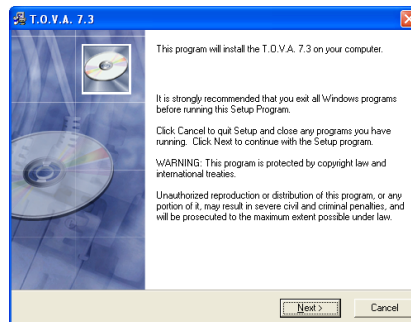 T.O.V.A. 7.3
This program will install the T.O.V.A. 7.3 on your computer.
It is strongly recommended that you exit all Windows programs
before running this Setup Program.
Click Cancel to quit Setup and close any programs you have
running. Click Next to continue with the Setup program.
WARNING: This program is protected by copyright law and
international treaties.
Unauthorized reproduction or distribution of this program, or any
portion of it, may result in severe civil and criminal penalties, and
will be prosecuted to the maximum extent possible under law.
Next >
Cancel